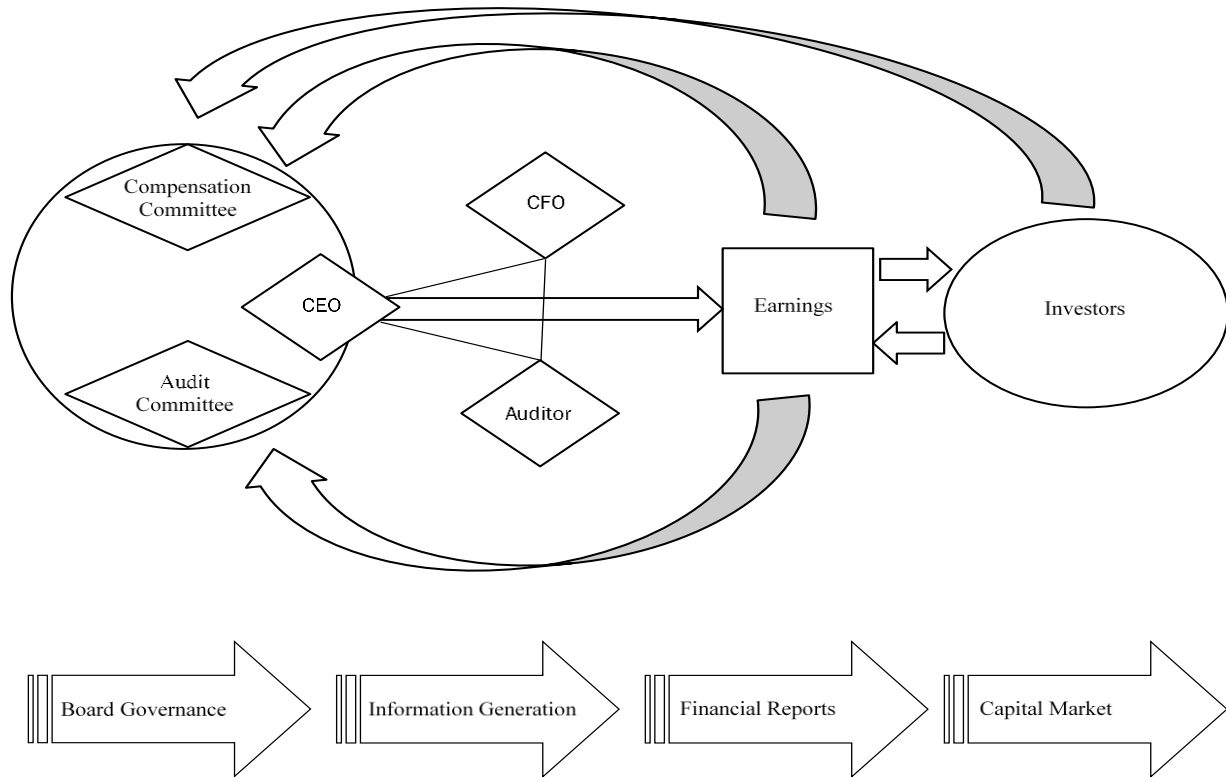 Compensation
Committee
CFO
CEO
Earnings
Investors
Audit
Committee
Auditor
Board Governance
Information Generation
Financial Reports
Capital Market